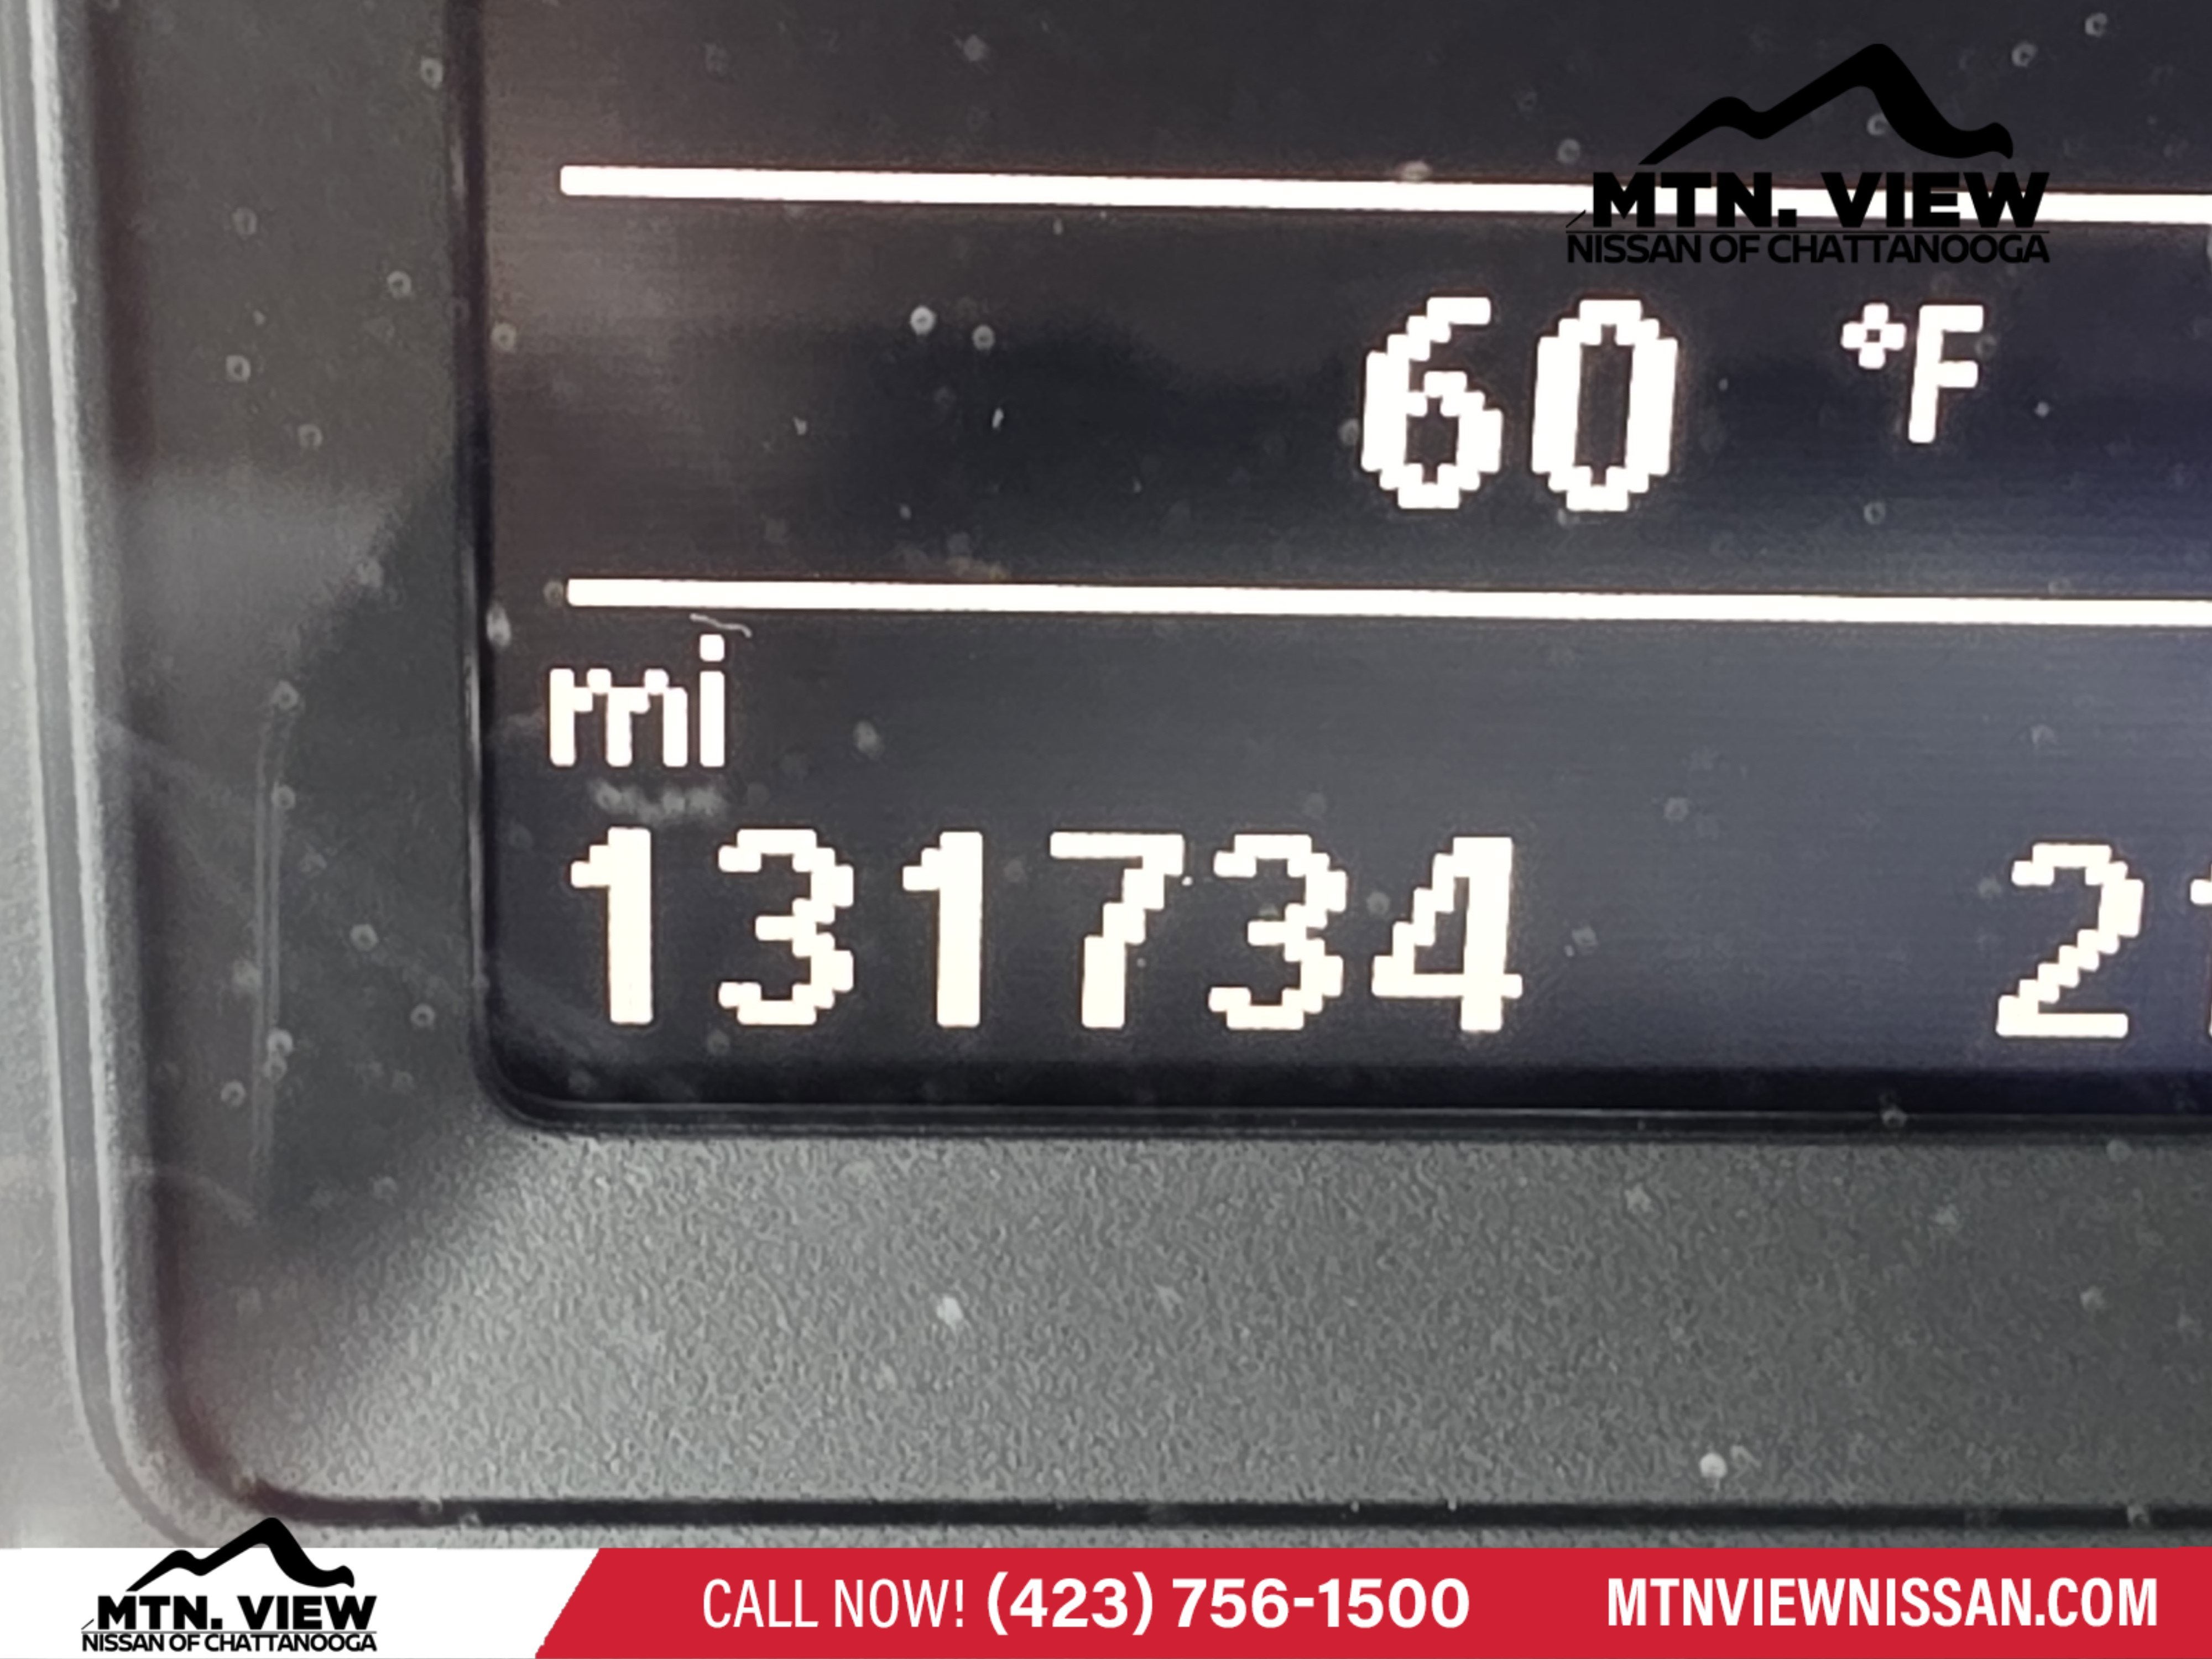 MTN. VIEW
NISSAN OF CHATTANOOGA
60 °F
mi
131734 2
MTN. VIEW
NISSAN OF CHATTANOOGA
CALL NOW! (423) 756-1500
MTNVIEWNISSAN.COM